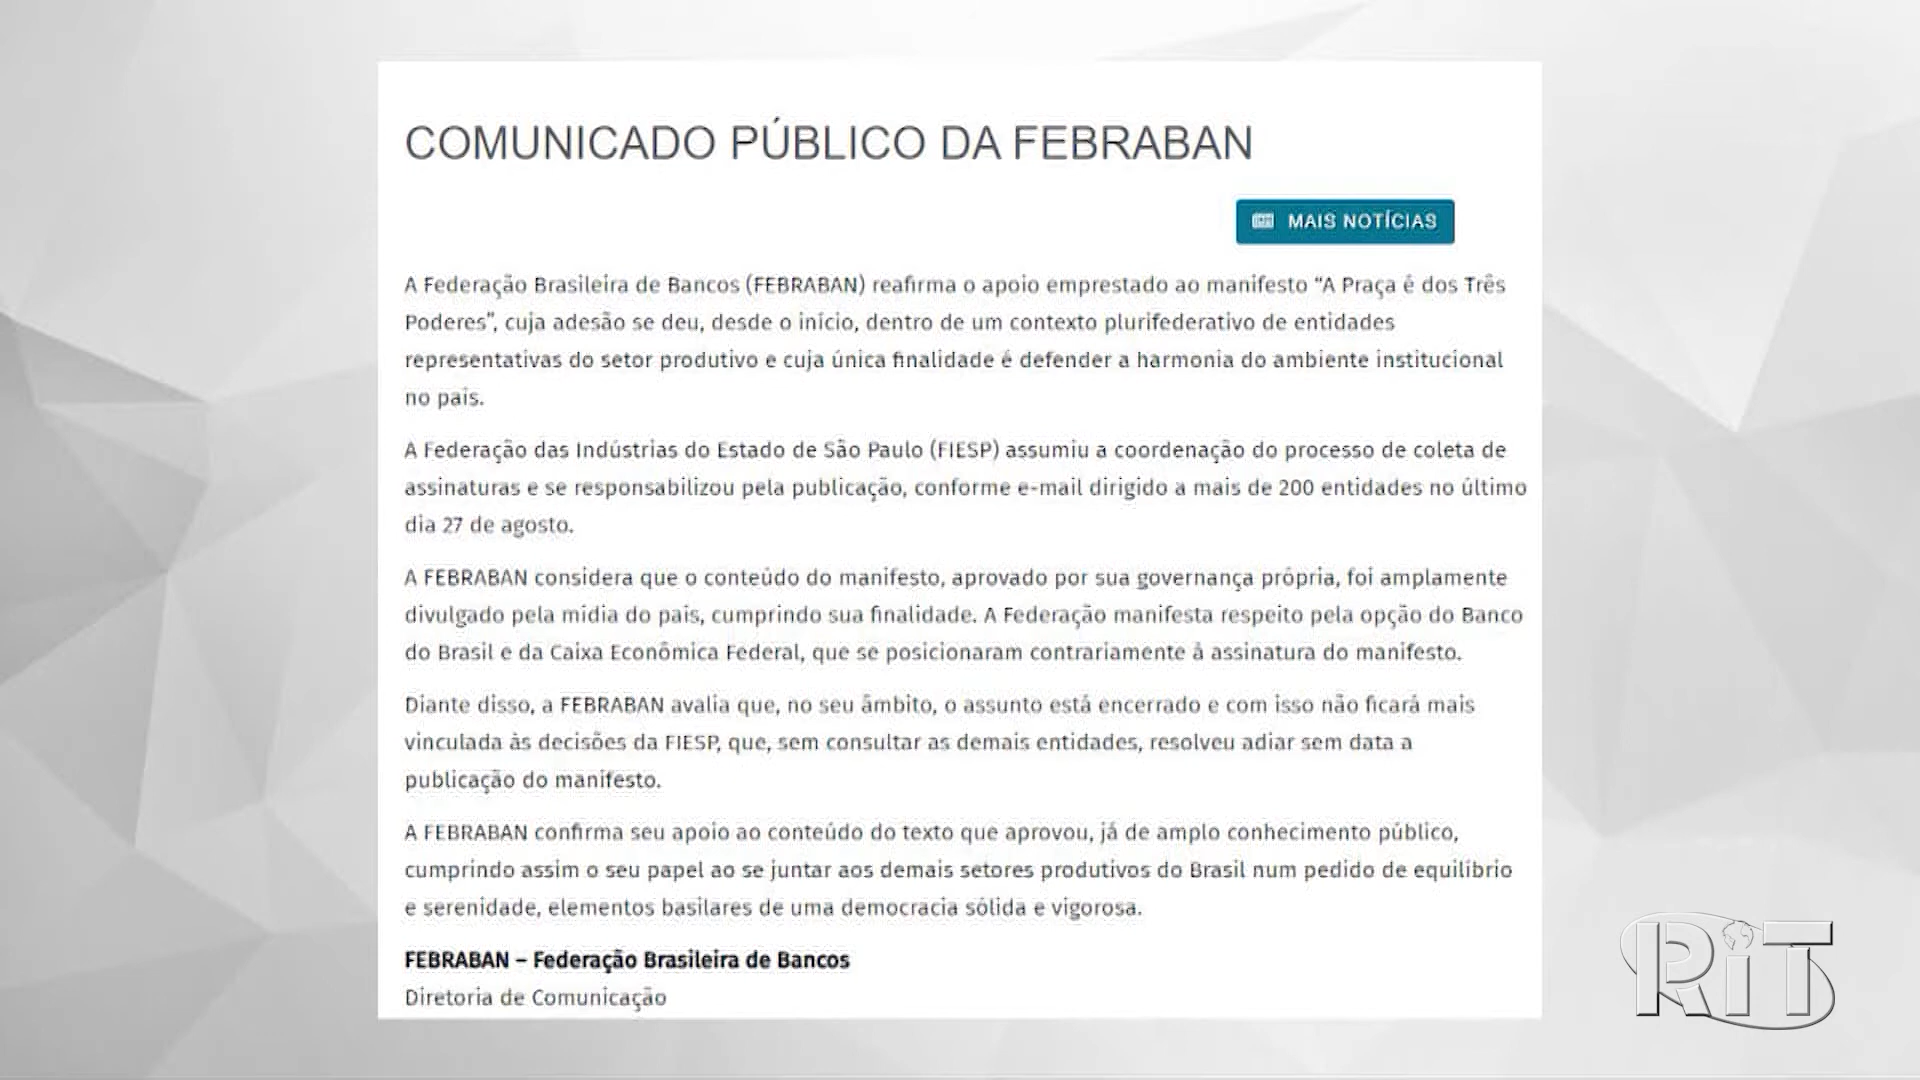 COMUNICADO PÚBLICO DA FEBRABAN
MAIS NOTÍCIAS
A Federação Brasileira de Bancos (FEBRABAN) reafirma o apoio emprestado ao manifesto “A Praça é dos Três
Poderes”, cuja adesão se deu, desde o início, dentro de um contexto plurifederativo de entidades
representativas do setor produtivo e cuja única finalidade é defender a harmonia do ambiente institucional
no país.
A Federação das Indústrias do Estado de São Paulo (FIESP) assumiu a coordenação do processo de coleta de
assinaturas e se responsabilizou pela publicação, conforme e-mail dirigido a mais de 200 entidades no último
dia 27 de agosto.
A FEBRABAN considera que o conteúdo do manifesto, aprovado por sua governança própria, foi amplamente
divulgado pela mídia do país, cumprindo sua finalidade. A Federação manifesta respeito pela opção do Banco
do Brasil e da Caixa Econômica Federal, que se posicionaram contrariamente à assinatura do manifesto.
Diante disso, a FEBRABAN avalia que, no seu âmbito, o assunto está encerrado e com isso não ficará mais
vinculada às decisões da FIESP, que, sem consultar as demais entidades, resolveu adiar sem data a
publicação do manifesto.
A FEBRABAN confirma seu apoio ao conteúdo do texto que aprovou, já de amplo conhecimento público,
cumprindo assim o seu papel ao se juntar aos demais setores produtivos do Brasil num pedido de equilíbrio
e serenidade, elementos basilares de uma democracia sólida e vigorosa.
FEBRABAN – Federação Brasileira de Bancos
Diretoria de Comunicação
RiT